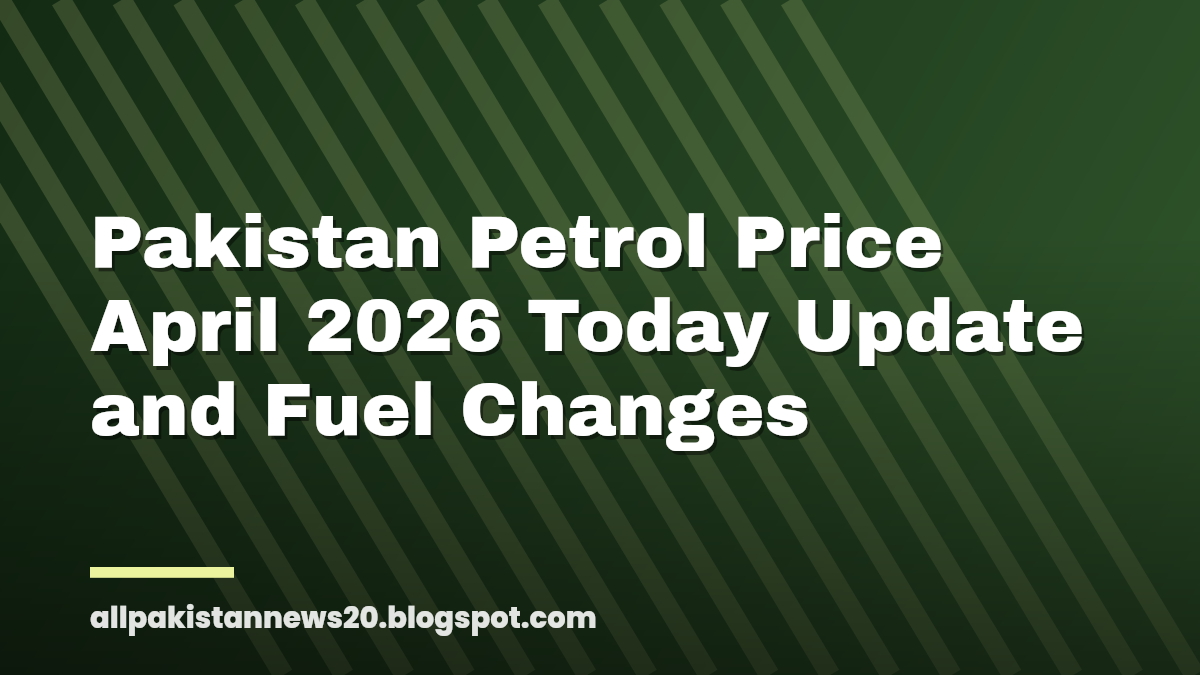 Pakistan Petrol Price
April 2026 Today Update
and Fuel Changes
allpakistannews20.blogspot.com